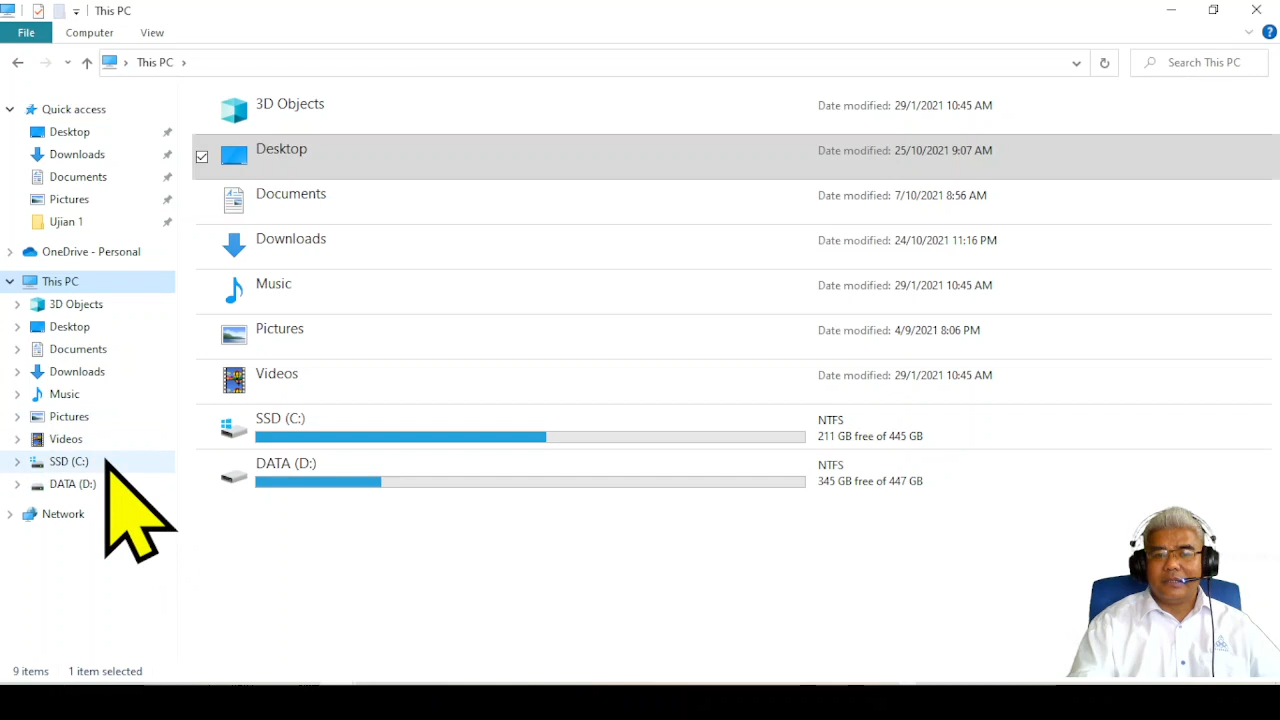 This PC
File Computer View
This PC
Search This PC
Quick access
Desktop
Downloads
Documents
Pictures
Ujian 1
OneDrive - Personal
This PC
3D Objects
Desktop
Documents
Downloads
Music
Pictures
Videos
SSD (C:)
DATA (D:)
Network
3D Objects Date modified: 29/1/2021 10:45 AM
Desktop Date modified: 25/10/2021 9:07 AM
Documents Date modified: 7/10/2021 8:56 AM
Downloads Date modified: 24/10/2021 11:16 PM
Music Date modified: 29/1/2021 10:45 AM
Pictures Date modified: 4/9/2021 8:06 PM
Videos Date modified: 29/1/2021 10:45 AM
SSD (C:) NTFS
211 GB free of 445 GB
DATA (D:) NTFS
345 GB free of 447 GB
9 items 1 item selected